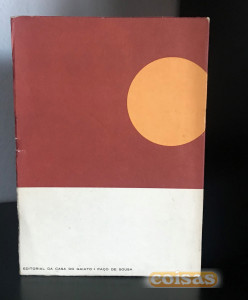 EDITORIAL DA CASA DO GAIATO | PAÇO DE SOUSA
coisas